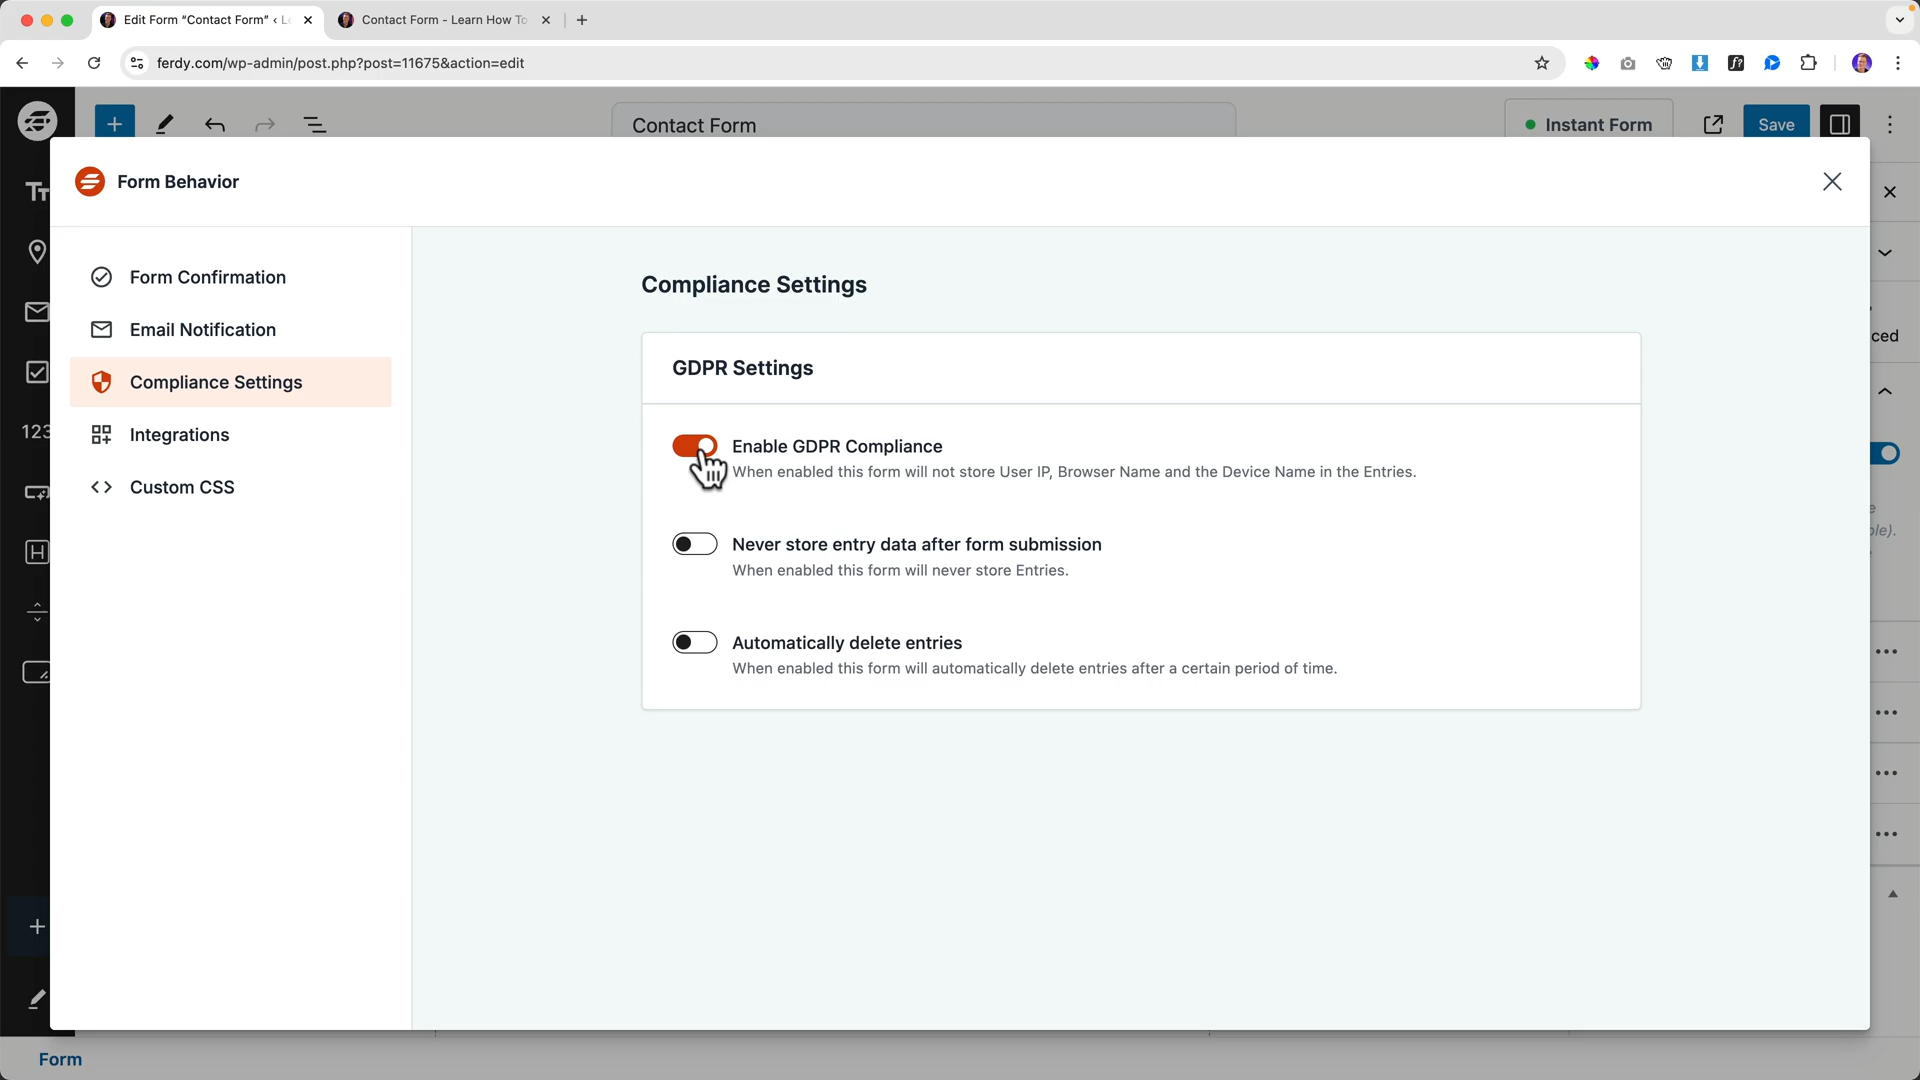 Edit Form “Contact Form” ‹ L
Contact Form - Learn How To
ferdy.com/wp-admin/post.php?post=11675&action=edit
Contact Form
Instant Form
Save
Form Behavior
Form Confirmation
Email Notification
Compliance Settings
Integrations
Custom CSS
Compliance Settings
GDPR Settings
Enable GDPR Compliance
When enabled this form will not store User IP, Browser Name and the Device Name in the Entries.
Never store entry data after form submission
When enabled this form will never store Entries.
Automatically delete entries
When enabled this form will automatically delete entries after a certain period of time.
TT
123
H
ced
ble).
Form